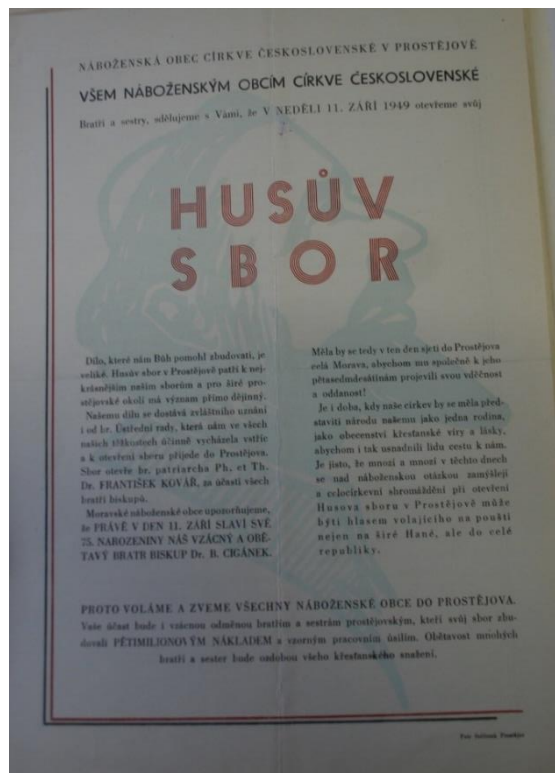 NÁBOŽENSKÁ OBEC CÍRKVE ČESKOSLOVENSKÉ V PROSTĚJOVĚ
VŠEM NÁBOŽENSKÝM OBCÍM CÍRKVE ČESKOSLOVENSKÉ
Bratři a sestry, sdělujeme s Vámi, že V NEDĚLI 11. ZÁŘÍ 1949 otevřeme svůj
HUSŮV
SBOR
Dílo, které nám Bůh pomohl zbudovati, je
veliké. Husův sbor v Prostějově patří k nej-
krásnějším našim sborům a pro širé pro-
stějovské okolí má význam přímo dějinný.
Našemu dílu se dostává zvláštního uznání
i od br. Ústřední rady, která nám ve všech
našich těžkostech účinně vycházela vstříc
a k otevření sboru přijede do Prostějova.
Sbor otevře br. patriarcha Ph. et Th.
Dr. FRANTIŠEK KOVÁŘ, za účasti všech
bratří biskupů.
Moravské náboženské obce upozorňujeme,
že PRÁVĚ V DEN 11. ZÁŘÍ SLAVÍ SVÉ
75. NAROZENINY NÁŠ VZÁCNÝ A OBĚ-
TAVÝ BRATR BISKUP Dr. B. CIGÁNEK.
Měla by se tedy v ten den sjeti do Prostějova
celá Morava, abychom mu společně k jeho
pětasedmdesátinám projevili svou vděčnost
a oddanost!
Je i doba, kdy naše církev by se měla před-
staviti národu našemu jako jedna rodina,
jako obecenství křesťanské víry a lásky,
abychom i tak usnadnili lidu cestu k nám.
Je jisto, že mnozí a mnozí v těchto dnech
se nad náboženskou otázkou zamýšlejí
a celocírkevní shromáždění při otevření
Husova sboru v Prostějově může
býti hlasem volajícího na poušti
nejen na širé Hané, ale do celé
republiky.
PROTO VOLÁME A ZVEME VŠECHNY NÁBOŽENSKÉ OBCE DO PROSTĚJOVA.
Vaše účast bude i vzácnou odměnou bratřím a sestrám prostějovským, kteří svůj sbor zbu-
dovali PĚTIMILIONOVÝM NÁKLADEM a vzorným pracovním úsilím. Obětavost mnohých
bratří a sester bude ozdobou všeho křesťanského snažení.